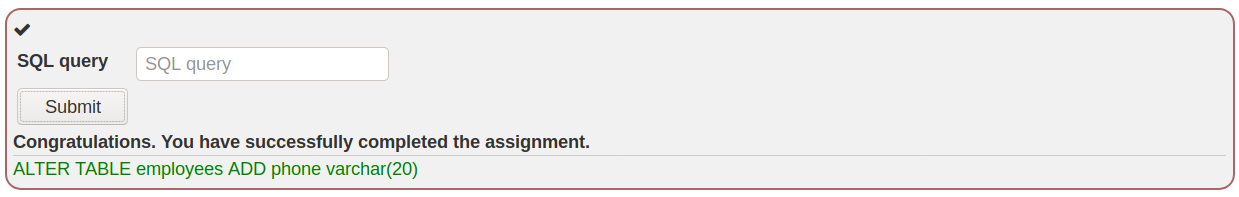 SQL query
SQL query
Submit
Congratulations. You have successfully completed the assignment.
ALTER TABLE employees ADD phone varchar(20)